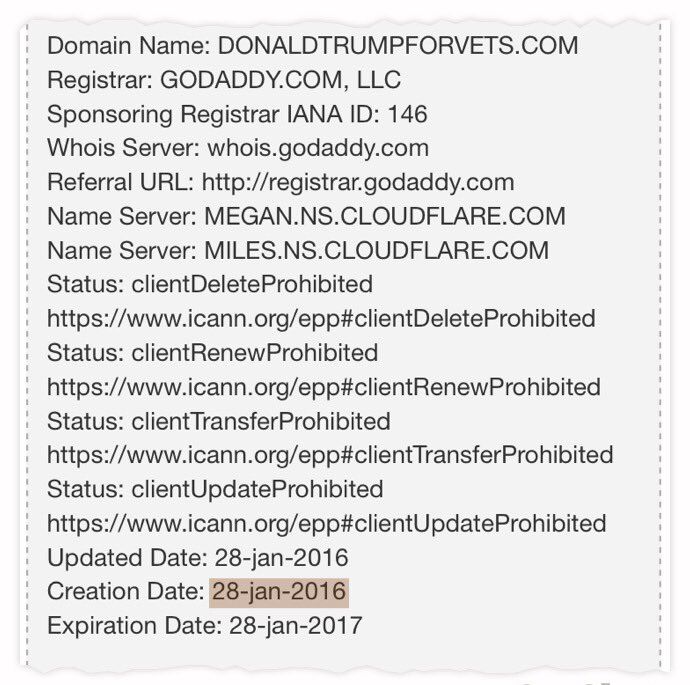 Domain Name: DONALDTRUMPFORVETS.COM
Registrar: GODADDY.COM, LLC
Sponsoring Registrar IANA ID: 146
Whois Server: whois.godaddy.com
Referral URL: http://registrar.godaddy.com
Name Server: MEGAN.NS.CLOUDFLARE.COM
Name Server: MILES.NS.CLOUDFLARE.COM
Status: clientDeleteProhibited
https://www.icann.org/epp#clientDeleteProhibited
Status: clientRenewProhibited
https://www.icann.org/epp#clientRenewProhibited
Status: clientTransferProhibited
https://www.icann.org/epp#clientTransferProhibited
Status: clientUpdateProhibited
https://www.icann.org/epp#clientUpdateProhibited
Updated Date: 28-jan-2016
Creation Date: 28-jan-2016
Expiration Date: 28-jan-2017